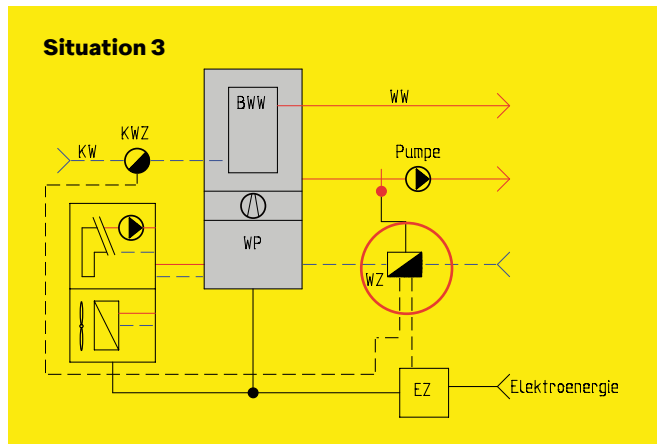 Situation 3
BWW
WW
KWZ
KW
Pumpe
WP
WZ
EZ
Elektroenergie